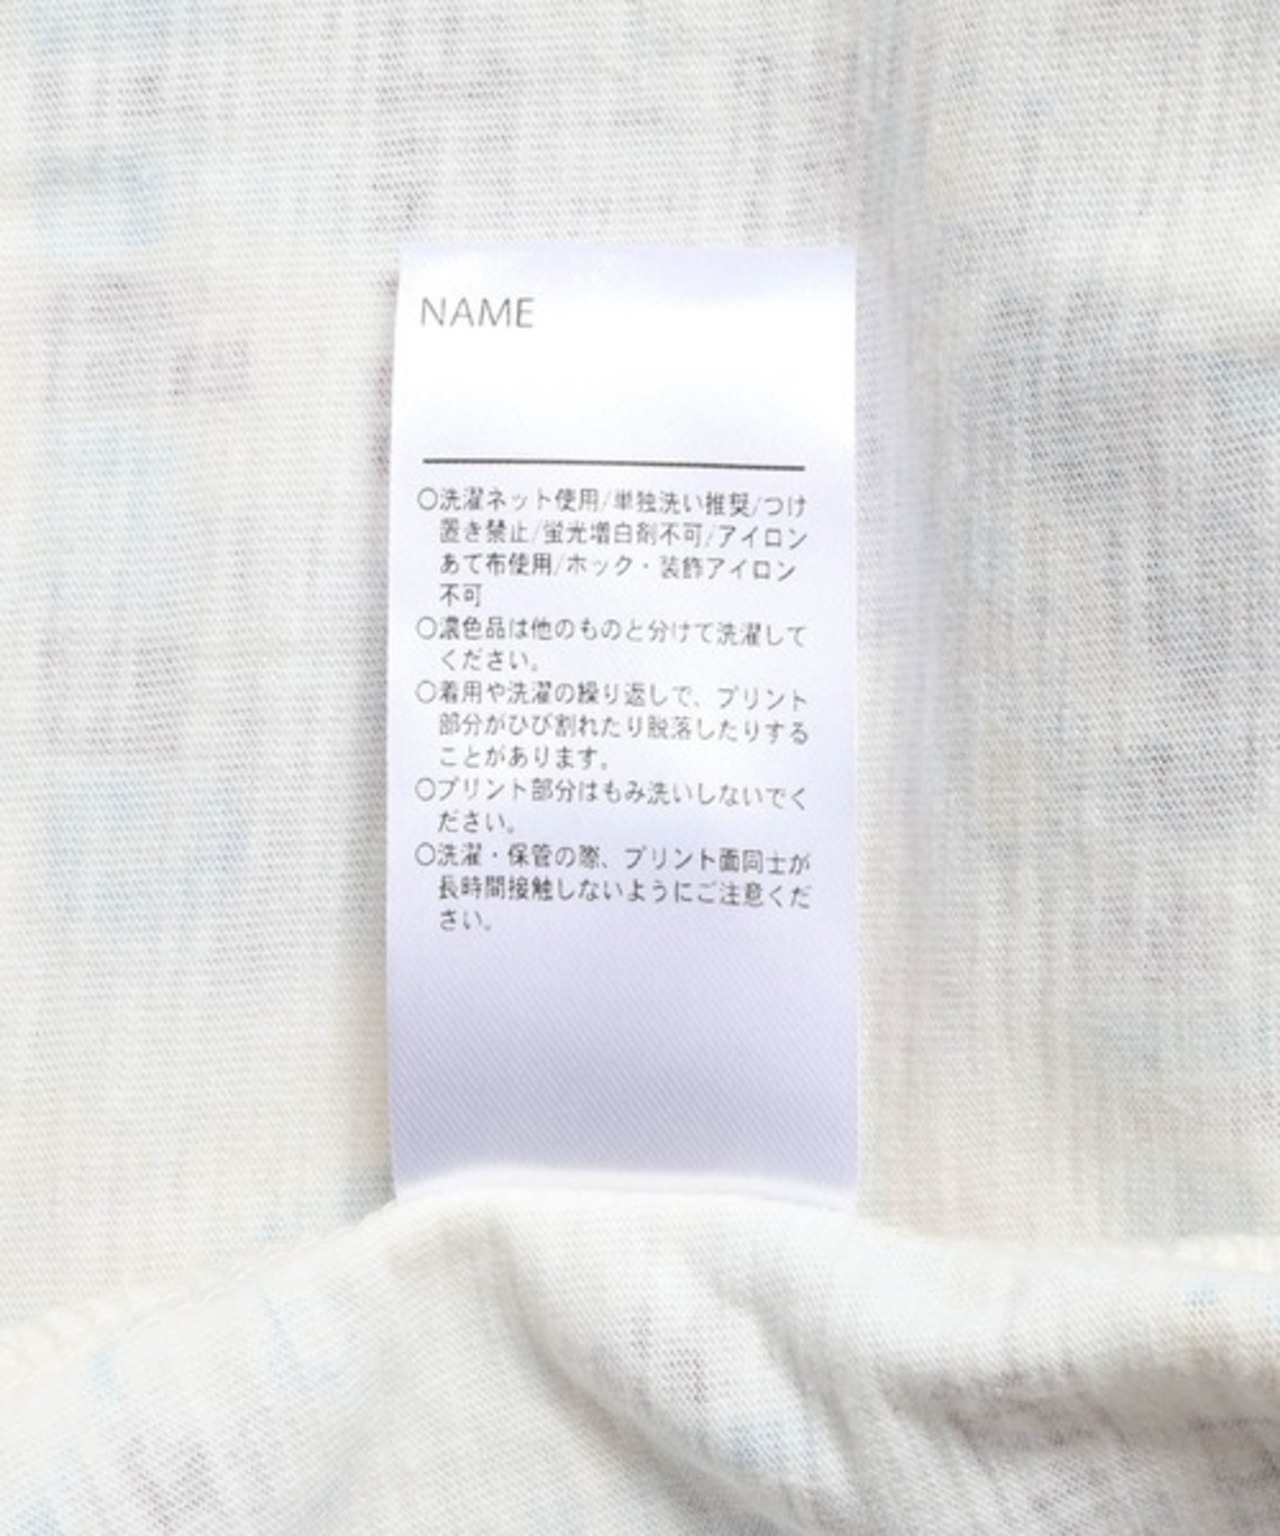 NAME
○洗濯ネット使用/単独洗い推奨/つけ
置き禁止/蛍光増白剤不可/アイロン
あて布使用/ホック・装飾アイロン
不可
○濃色品は他のものと分けて洗濯して
ください。
○着用や洗濯の繰り返しで、プリント
部分がひび割れたり脱落したりする
ことがあります。
○プリント部分はもみ洗いしないでく
ださい。
○洗濯・保管の際、プリント面同士が
長時間接触しないようにご注意くだ
さい。